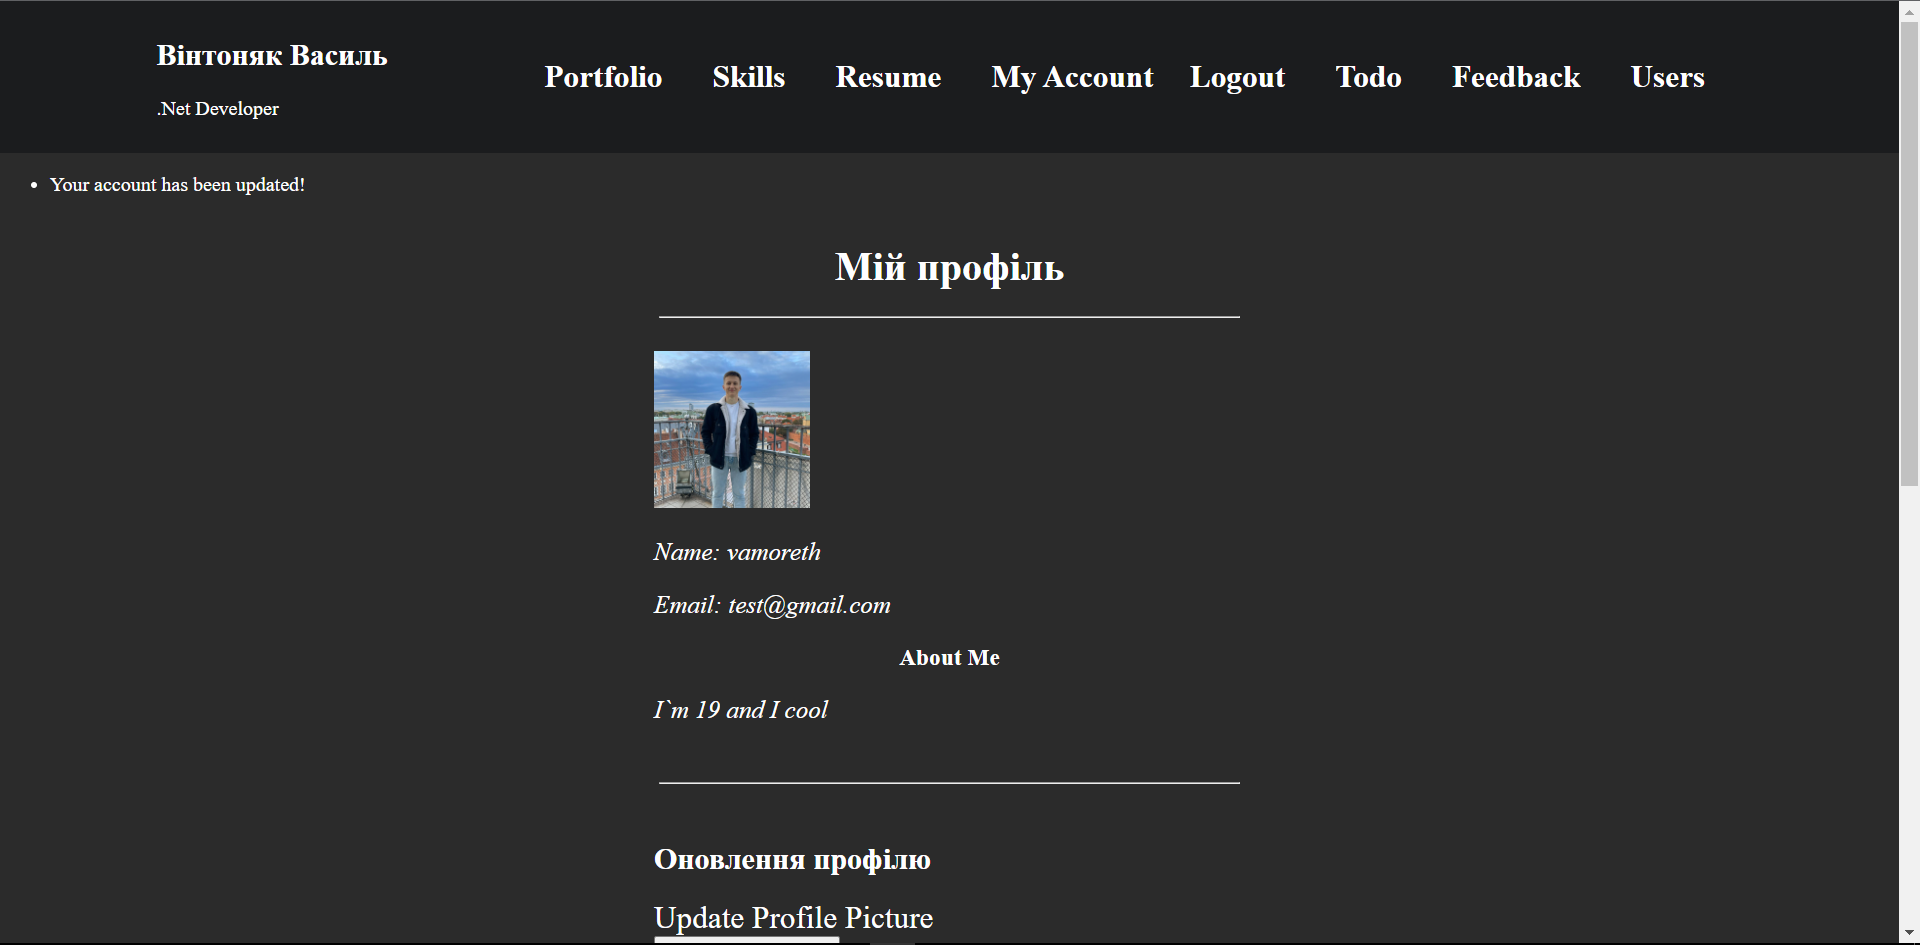 Вінтоняк Василь
.Net Developer
Portfolio Skills Resume My Account Logout Todo Feedback Users
Your account has been updated!
Мій профіль
Name: vamoreth
Email: test@gmail.com
About Me
I`m 19 and I cool
Оновлення профілю
Update Profile Picture